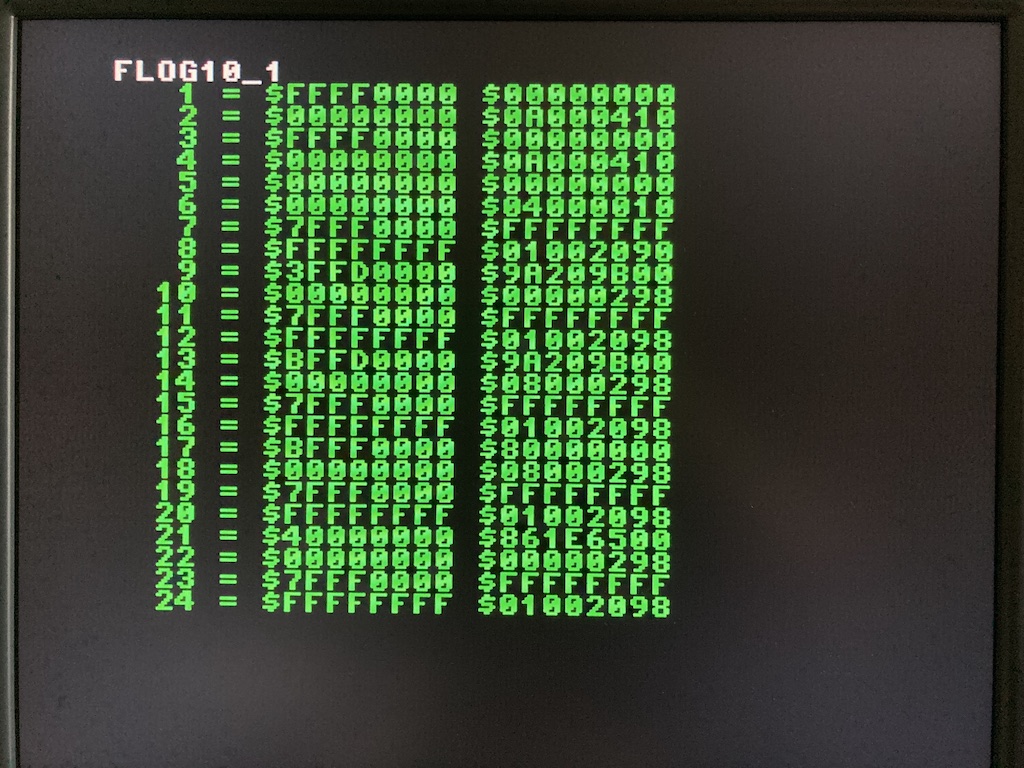 FLOG10_1
1 = $FFFF0000 $00000000
2 = $00000000 $0A000410
3 = $FFFF0000 $00000000
4 = $00000000 $0A000410
5 = $00000000 $00000000
6 = $00000000 $04000010
7 = $7FFF0000 $FFFFFFFF
8 = $FFFFFFFF $01002090
9 = $3FFD0000 $9A209B00
10 = $00000000 $00000298
11 = $7FFF0000 $FFFFFFFF
12 = $FFFFFFFF $01002098
13 = $BFFD0000 $9A209B00
14 = $00000000 $08000298
15 = $7FFF0000 $FFFFFFFF
16 = $FFFFFFFF $01002098
17 = $BFFF0000 $80000000
18 = $00000000 $08000298
19 = $7FFF0000 $FFFFFFFF
20 = $FFFFFFFF $01002098
21 = $40000000 $861E6500
22 = $00000000 $00000298
23 = $7FFF0000 $FFFFFFFF
24 = $FFFFFFFF $01002098